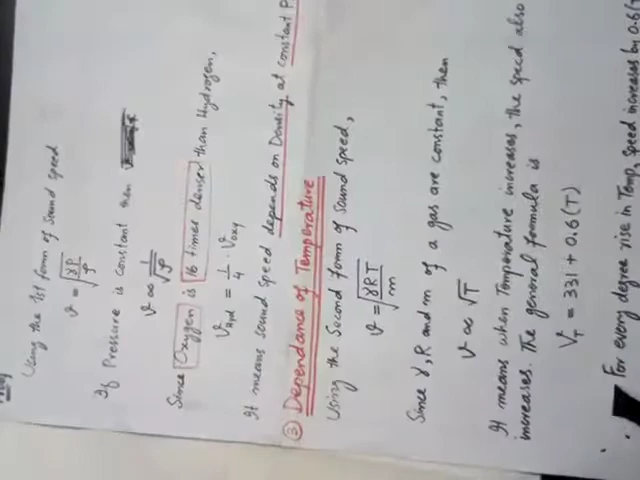 Using the 1st form of sound speed
v = √(γP/ρ)
If Pressure is constant then
v ∝ 1/√ρ
Since Oxygen is 16 times denser than Hydrogen,
V_Hyd = 1/4 · V_oxy
It means sound speed depends on Density at constant P
③ Dependance of Temperature
Using the Second form of sound speed,
v = √(γRT/m)
Since γ, R and m of a gas are constant, then
v ∝ √T
It means when Temperature increases, the speed also
increases. The general formula is
V_T = 331 + 0.6(T)
For every degree rise in Temp, speed increases by 0.6